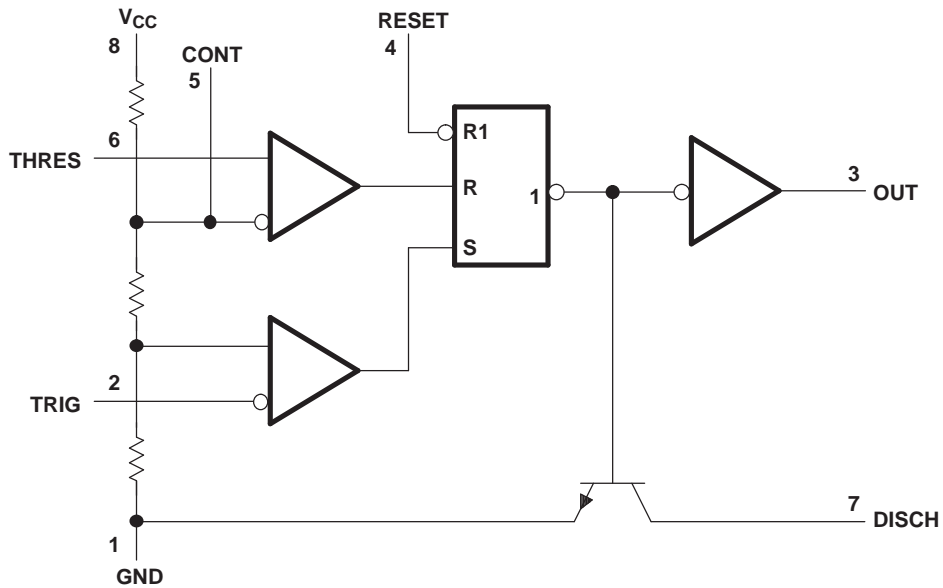 VCC
8
RESET
4
CONT
5
6
THRES
R1
R
1
3
OUT
S
2
TRIG
7
DISCH
1
GND